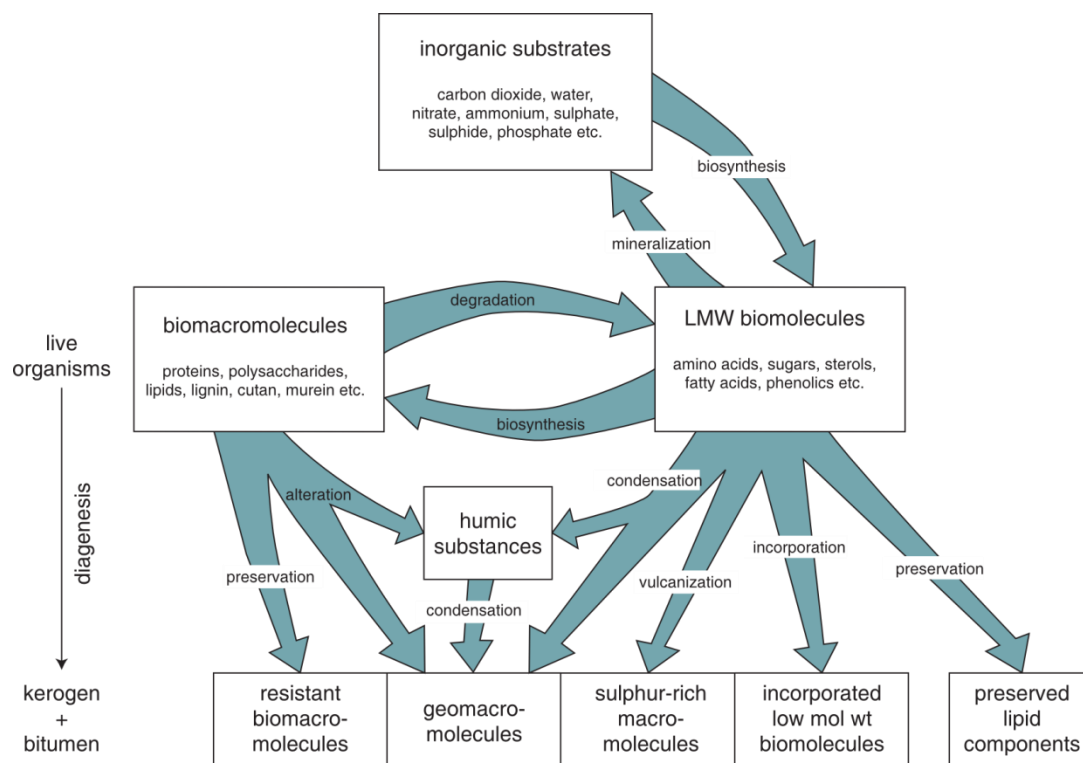 inorganic substrates
carbon dioxide, water,
nitrate, ammonium, sulphate,
sulphide, phosphate etc.
biosynthesis
mineralization
degradation
biomacromolecules
proteins, polysaccharides,
lipids, lignin, cutan, murein etc.
LMW biomolecules
amino acids, sugars, sterols,
fatty acids, phenolics etc.
live
organisms
biosynthesis
diagenesis
alteration
condensation
humic
substances
preservation
condensation
vulcanization
incorporation
preservation
kerogen
+
bitumen
resistant
biomacro-
molecules
geomacro-
molecules
sulphur-rich
macro-
molecules
incorporated
low mol wt
biomolecules
preserved
lipid
components